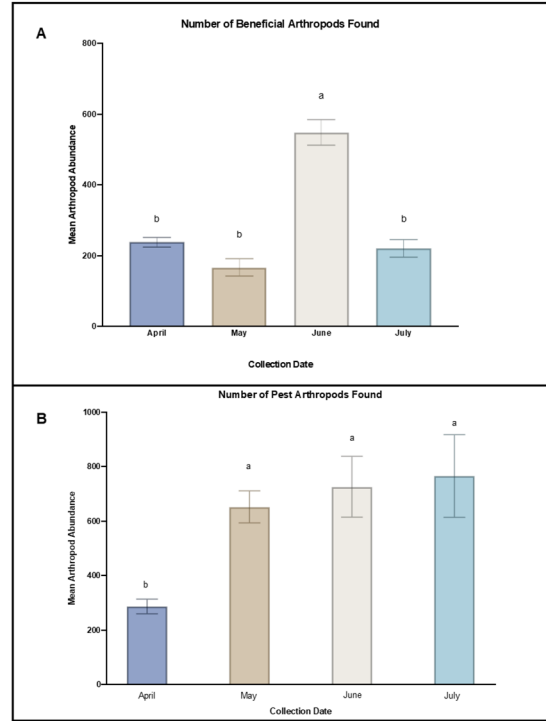 Number of Beneficial Arthropods Found
A
800
600
400
200
0
Mean Arthropod Abundance
b
b
a
b
April May June July
Collection Date
Number of Pest Arthropods Found
B
1000
800
600
400
200
0
Mean Arthropod Abundance
b
a
a
a
April May June July
Collection Date